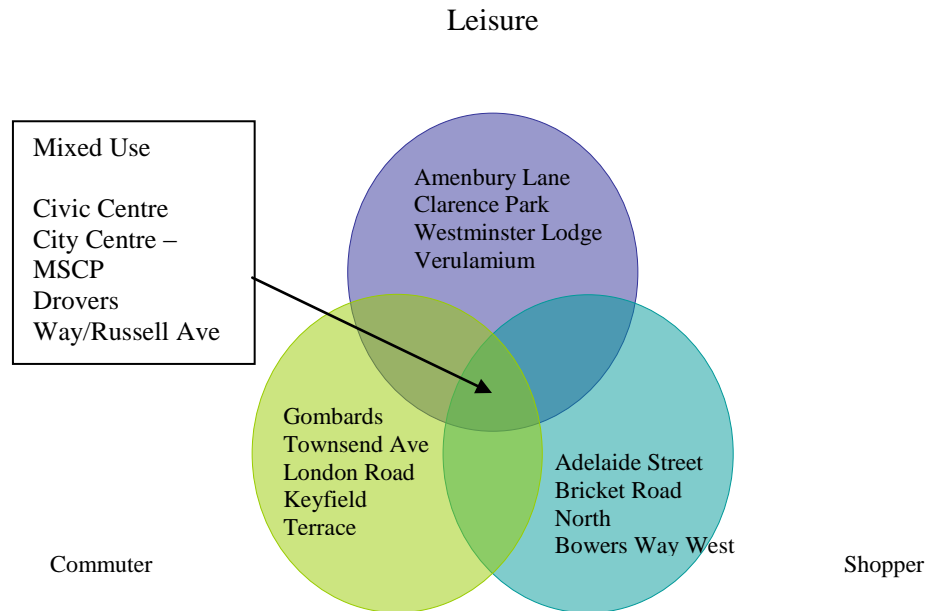 Leisure
Mixed Use
Civic Centre
City Centre –
MSCP
Drovers
Way/Russell Ave
Amenbury Lane
Clarence Park
Westminster Lodge
Verulamium
Gombards
Townsend Ave
London Road
Keyfield
Terrace
Adelaide Street
Bricket Road
North
Bowers Way West
Commuter
Shopper